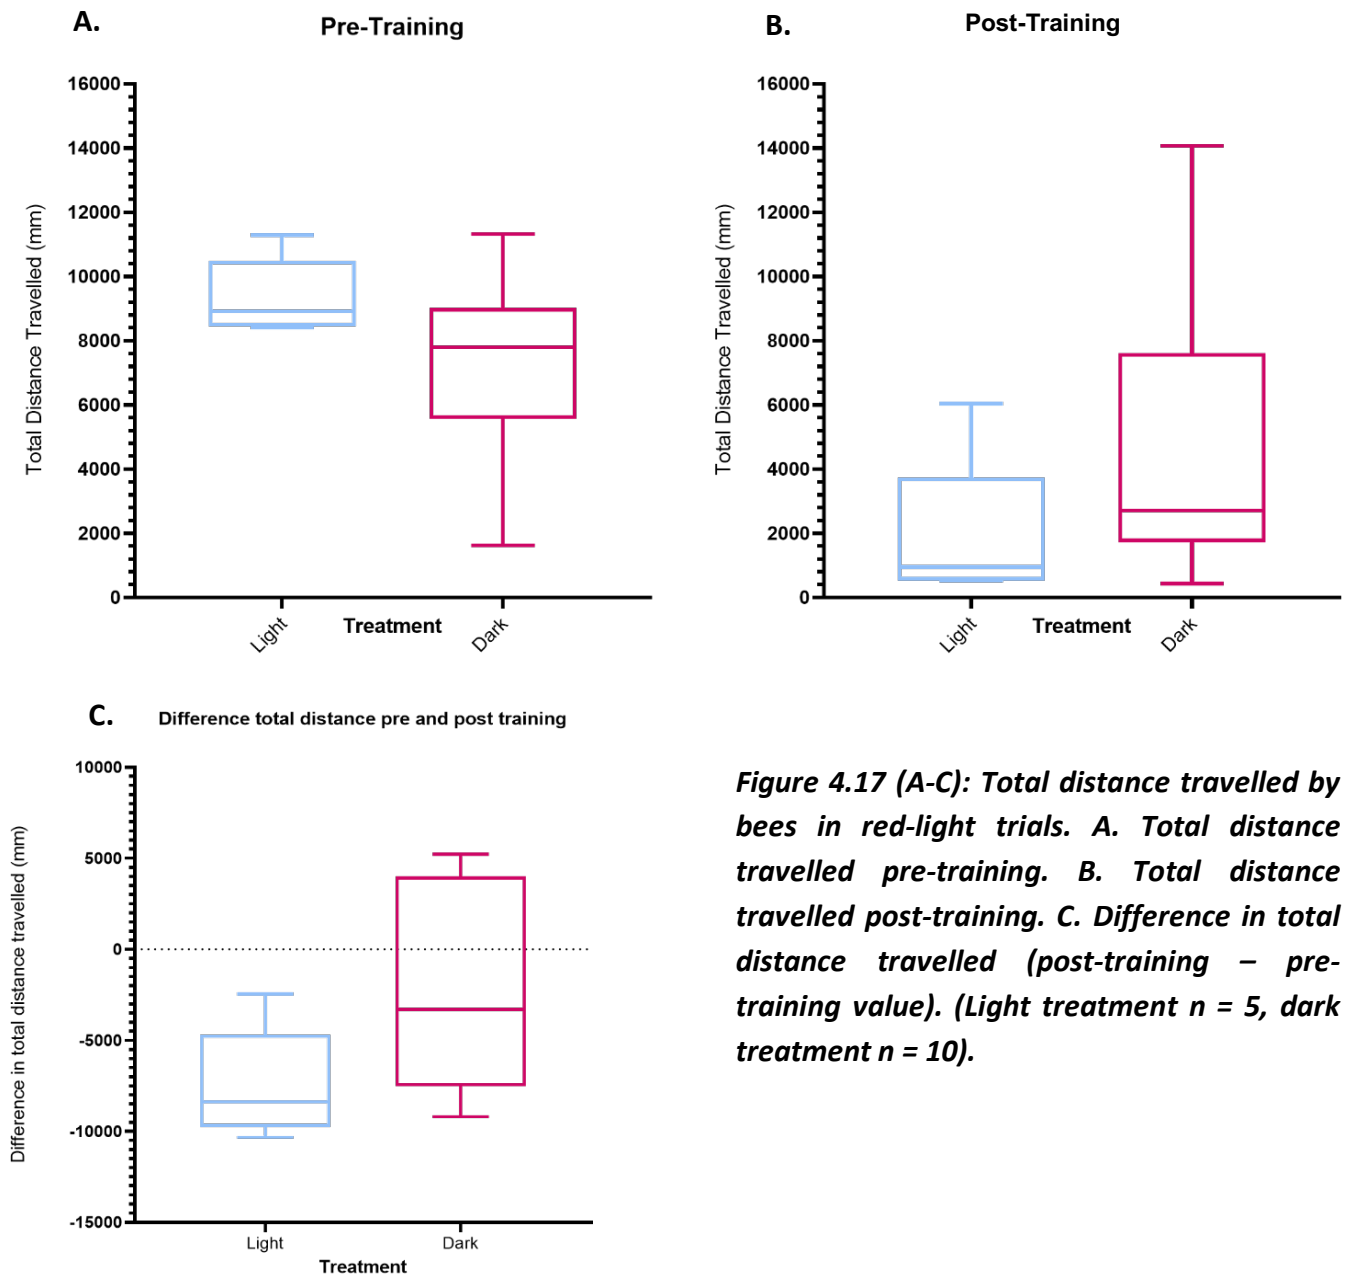 A.
Pre-Training
16000
14000
12000
10000
8000
6000
4000
2000
0
Total Distance Travelled (mm)
Light
Treatment
Dark
B.
Post-Training
16000
14000
12000
10000
8000
6000
4000
2000
0
Total Distance Travelled (mm)
Light
Treatment
Dark
C.
Difference total distance pre and post training
10000
5000
0
-5000
-10000
-15000
Difference in total distance travelled (mm)
Light
Dark
Treatment
Figure 4.17 (A-C): Total distance travelled by
bees in red-light trials. A. Total distance
travelled pre-training. B. Total distance
travelled post-training. C. Difference in total
distance travelled (post-training – pre-
training value). (Light treatment n = 5, dark
treatment n = 10).